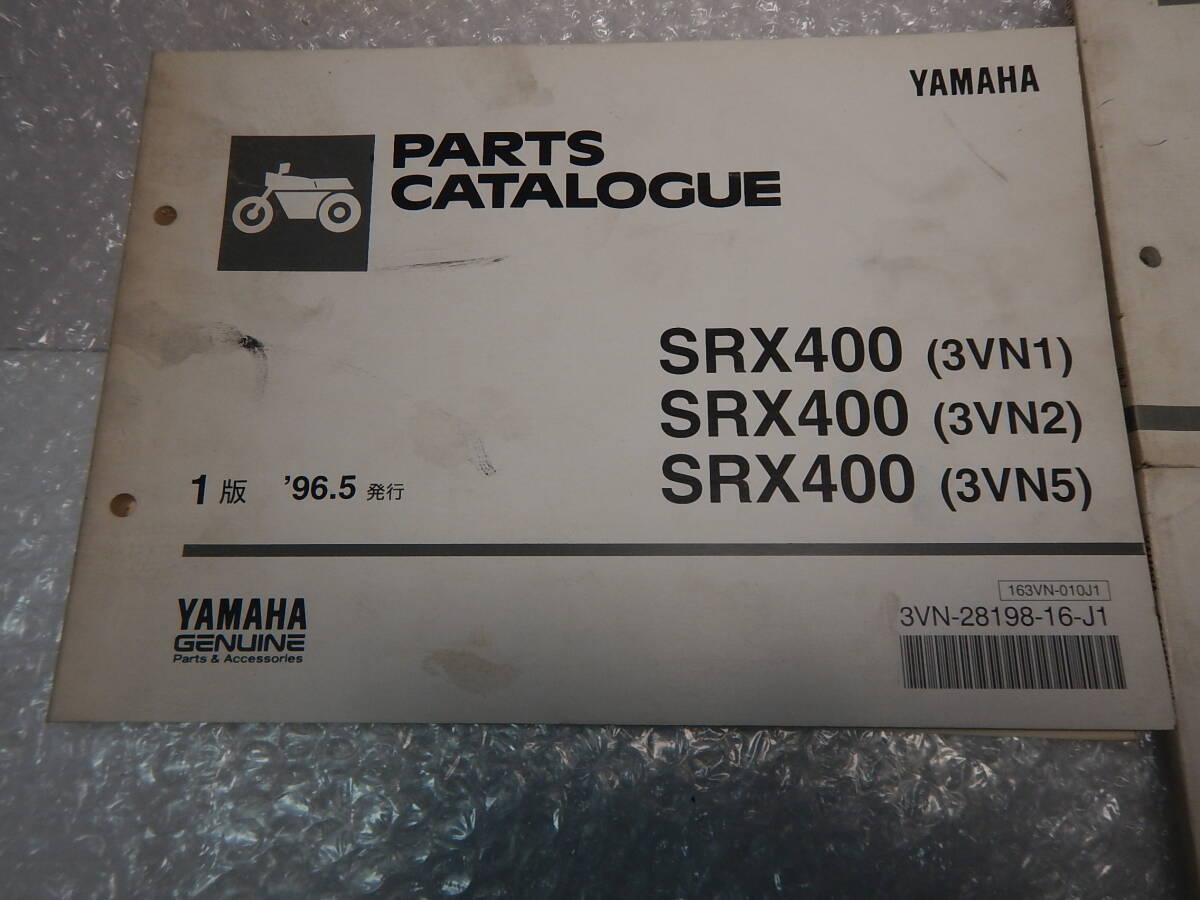 YAMAHA
PARTS
CATALOGUE
SRX400 (3VN1)
SRX400 (3VN2)
SRX400 (3VN5)
1版 '96.5 発行
YAMAHA
GENUINE
Parts & Accessories
163VN-010J1
3VN-28198-16-J1